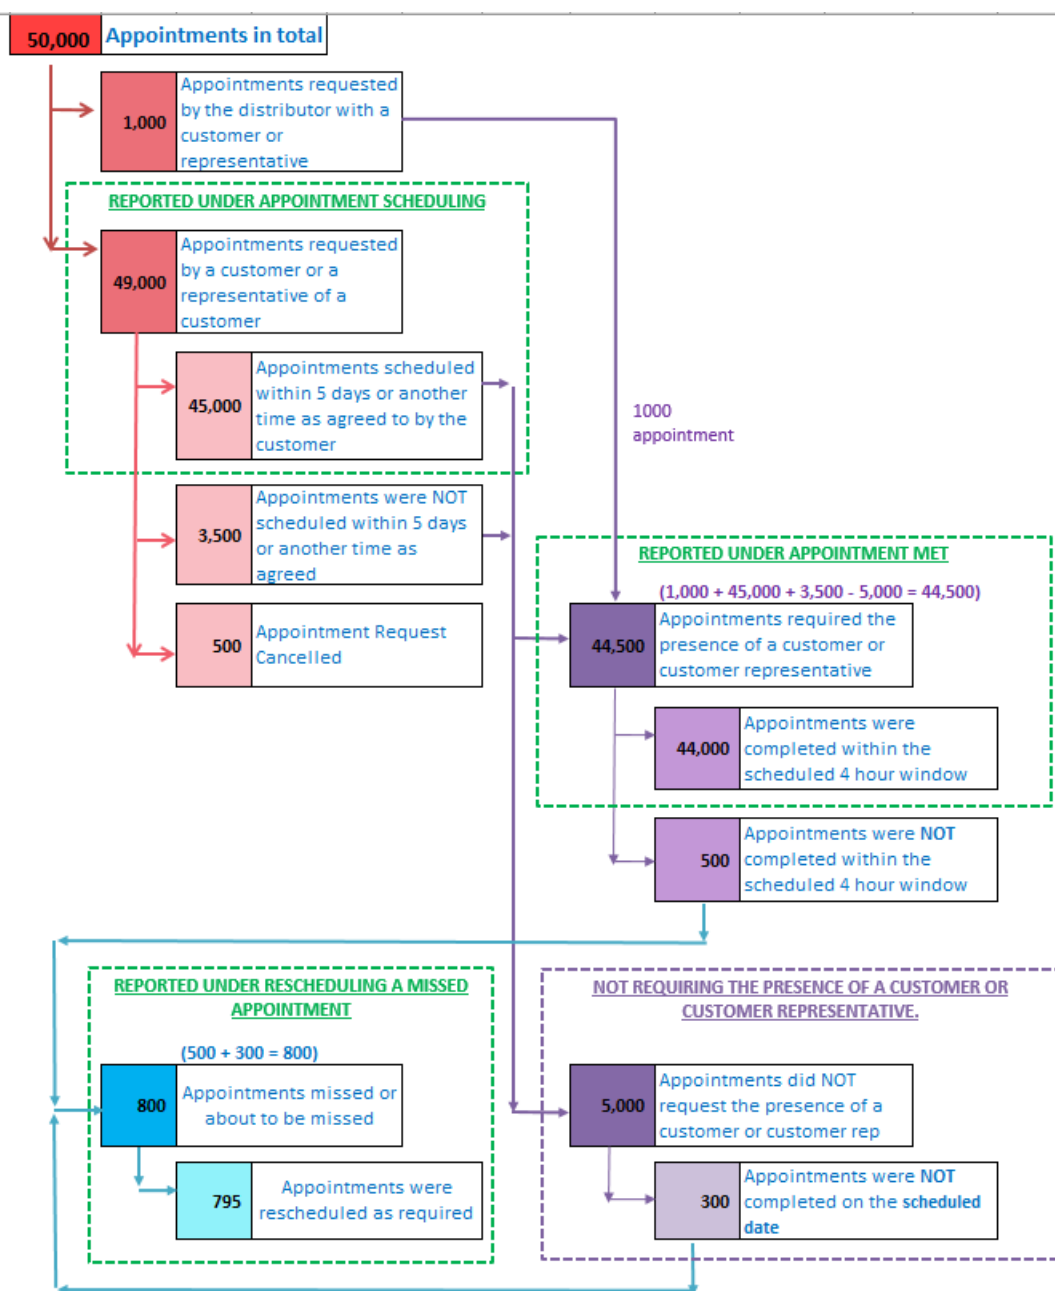 50,000 Appointments in total
1,000
Appointments requested
by the distributor with a
customer or
representative
REPORTED UNDER APPOINTMENT SCHEDULING
49,000
Appointments requested
by a customer or a
representative of a
customer
45,000
Appointments scheduled
within 5 days or another
time as agreed to by the
customer
1000
appointment
3,500
Appointments were NOT
scheduled within 5 days
or another time as
agreed
500
Appointment Request
Cancelled
REPORTED UNDER APPOINTMENT MET
(1,000 + 45,000 + 3,500 - 5,000 = 44,500)
44,500
Appointments required the
presence of a customer or
customer representative
44,000
Appointments were
completed within the
scheduled 4 hour window
500
Appointments were NOT
completed within the
scheduled 4 hour window
REPORTED UNDER RESCHEDULING A MISSED
APPOINTMENT
(500 + 300 = 800)
800
Appointments missed or
about to be missed
795
Appointments were
rescheduled as required
NOT REQUIRING THE PRESENCE OF A CUSTOMER OR
CUSTOMER REPRESENTATIVE.
5,000
Appointments did NOT
request the presence of a
customer or customer rep
300
Appointments were NOT
completed on the scheduled
date